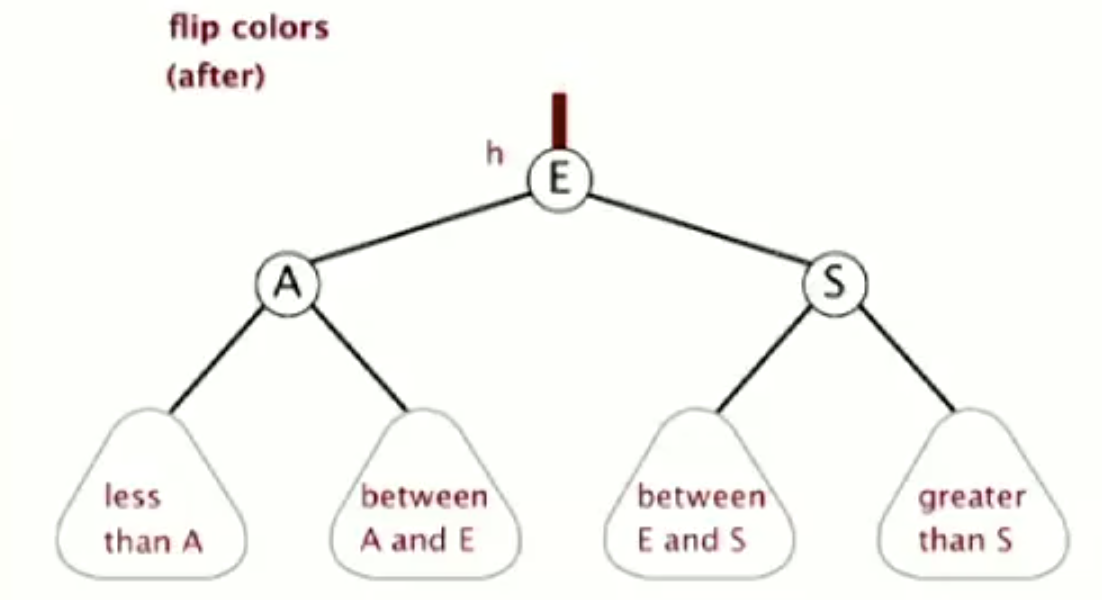 flip colors
(after)
h
E
A
S
less
than A
between
A and E
between
E and S
greater
than S